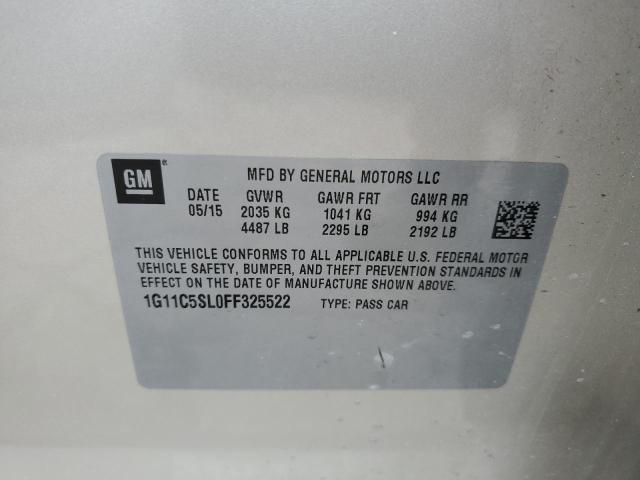 GM ® MFD BY GENERAL MOTORS LLC
DATE GVWR GAWR FRT GAWR RR
05/15 2035 KG 1041 KG 994 KG
4487 LB 2295 LB 2192 LB
THIS VEHICLE CONFORMS TO ALL APPLICABLE U.S. FEDERAL MOTOR
VEHICLE SAFETY, BUMPER, AND THEFT PREVENTION STANDARDS IN
EFFECT ON THE DATE OF MANUFACTURE SHOWN ABOVE.
1G11C5SL0FF325522 TYPE: PASS CAR